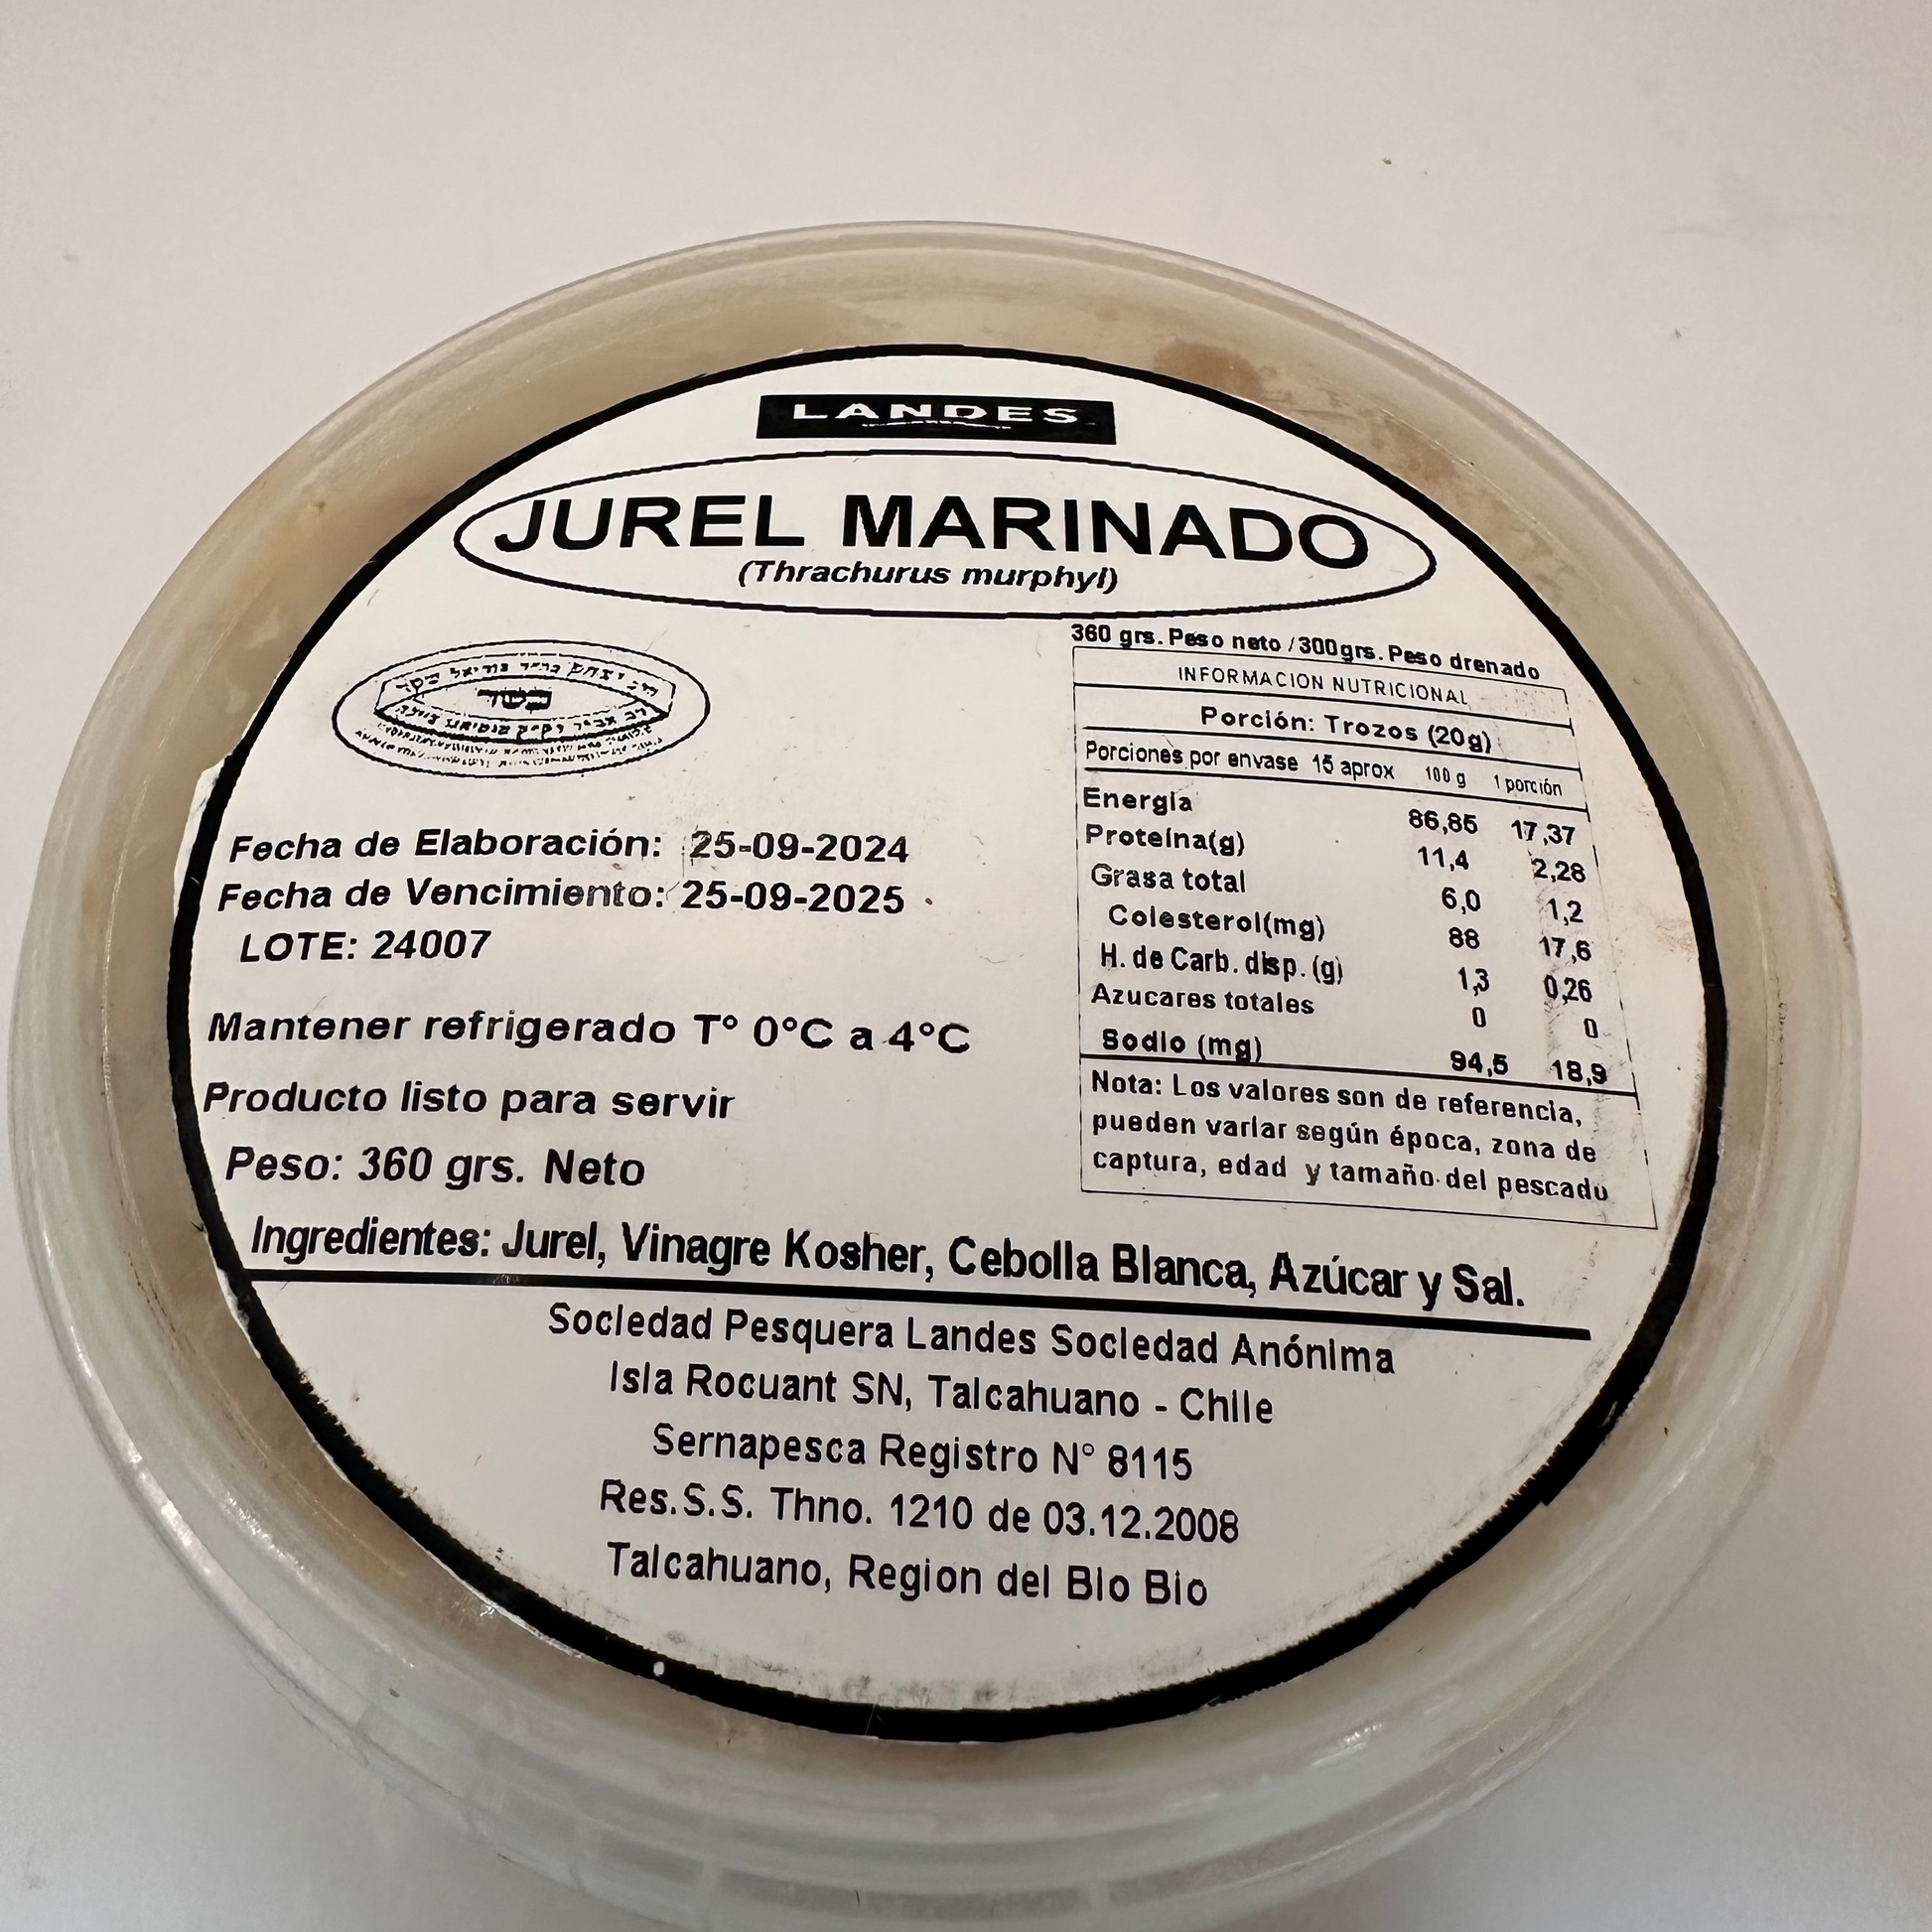 LANDES
JUREL MARINADO
(Thrachurus murphyl)
360 grs. Peso neto /300grs. Peso drenado
INFORMACION NUTRICIONAL
Porción: Trozos (20g)
Porciones por envase 15 aprox 100 g 1 porción
Energia 86,85 17,37
Proteína(g) 11,4 2,28
Grasa total 6,0 1,2
Colesterol(mg) 88 17,6
H. de Carb. disp. (g) 1,3 0,26
Azucares totales 0 0
Sodio (mg) 94,5 18,9
Nota: Los valores son de referencia,
pueden variar según época, zona de
captura, edad y tamaño del pescado
כשר
Fecha de Elaboración: 25-09-2024
Fecha de Vencimiento: 25-09-2025
LOTE: 24007
Mantener refrigerado T° 0°C a 4°C
Producto listo para servir
Peso: 360 grs. Neto
Ingredientes: Jurel, Vinagre Kosher, Cebolla Blanca, Azúcar y Sal.
Sociedad Pesquera Landes Sociedad Anónima
Isla Rocuant SN, Talcahuano - Chile
Sernapesca Registro N° 8115
Res.S.S. Thno. 1210 de 03.12.2008
Talcahuano, Region del Bio Bio